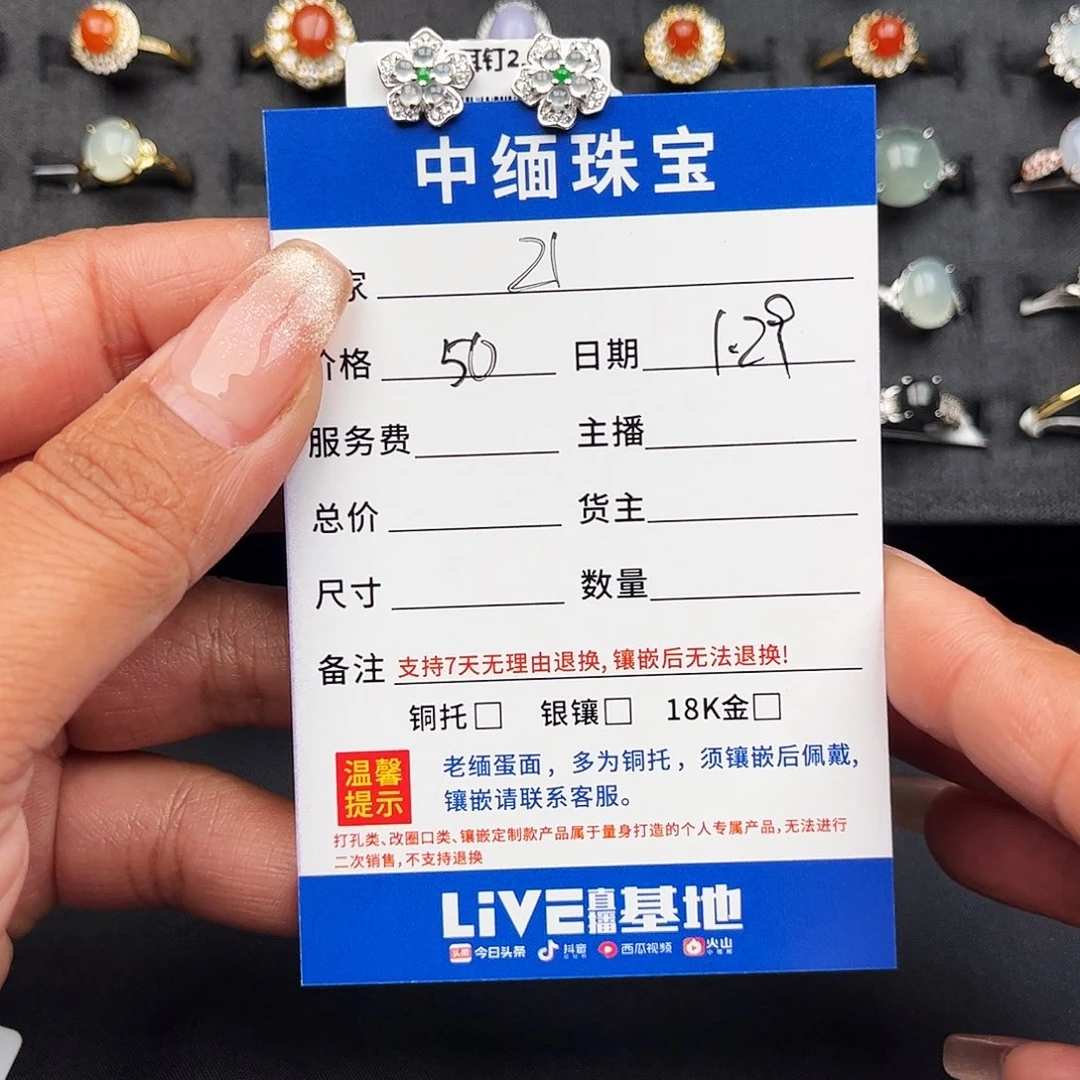 耳钉2
中缅珠宝
家 21
价格 50 日期 1.29
服务费 主播
总价 货主
尺寸 数量
备注 支持7天无理由退换, 镶嵌后无法退换!
铜托□ 银镶□ 18K金□
温馨提示
老缅蛋面，多为铜托，须镶嵌后佩戴，
镶嵌请联系客服。
打孔类、改圈口类、镶嵌定制款产品属于量身打造的个人专属产品,无法进行
二次销售,不支持退换
LiVE直播基地
头条 今日头条 抖音 西瓜视频 火山